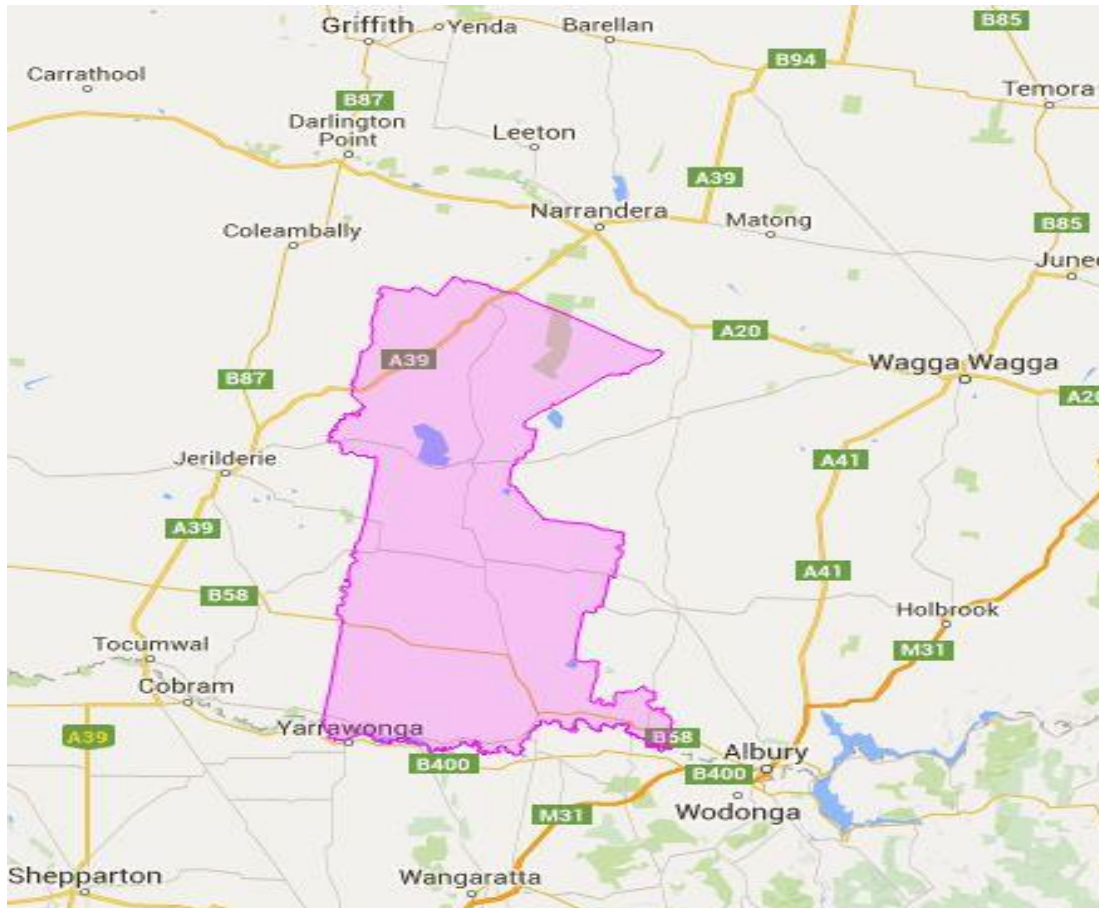 B85
Griffith
Yenda
Barellan
B94
Carrathool
Temora
B87
Darlington
Point
Leeton
A39
Narrandera
Matong
B85
Coleambally
June
A20
A39
Wagga Wagga
B87
A20
Jerilderie
A41
A39
A41
B58
Holbrook
Tocumwal
M31
Cobram
A39
Yarrawonga
B58
Albury
B400
B400
Wodonga
M31
Shepparton
Wangaratta